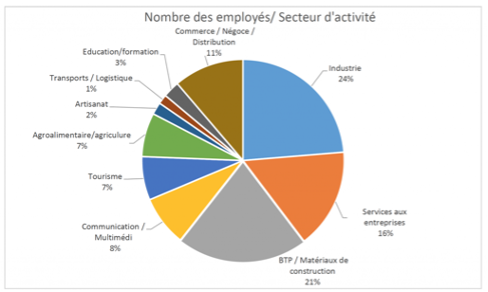 Nombre des employés/ Secteur d'activité
Commerce / Négoce /
Distribution
11%
Education/formation
3%
Transports / Logistique
1%
Artisanat
2%
Agroalimentaire/agriculure
7%
Tourisme
7%
Communication /
Multimédi
8%
BTP / Matériaux de
construction
21%
Services aux
entreprises
16%
Industrie
24%